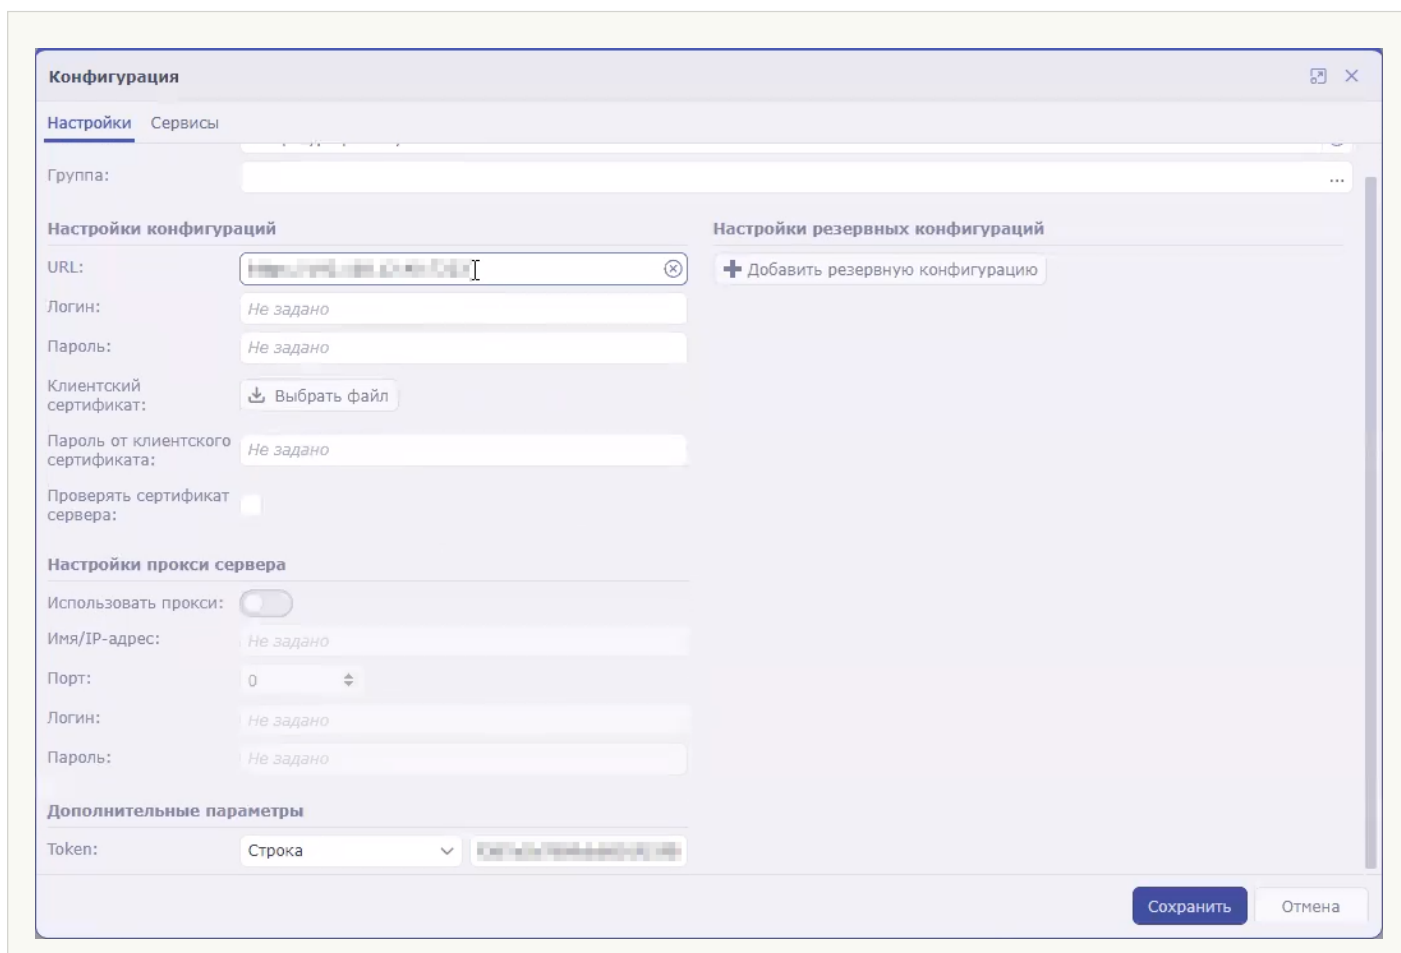 Конфигурация
Настройки Сервисы
Группа: ...
Настройки конфигураций
Настройки резервных конфигураций
URL:
Добавить резервную конфигурацию
Логин: Не задано
Пароль: Не задано
Клиентский
сертификат:
Выбрать файл
Пароль от клиентского
сертификата:
Не задано
Проверять сертификат
сервера:
Настройки прокси сервера
Использовать прокси:
Имя/IP-адрес: Не задано
Порт: 0
Логин: Не задано
Пароль: Не задано
Дополнительные параметры
Token: Строка
Сохранить Отмена